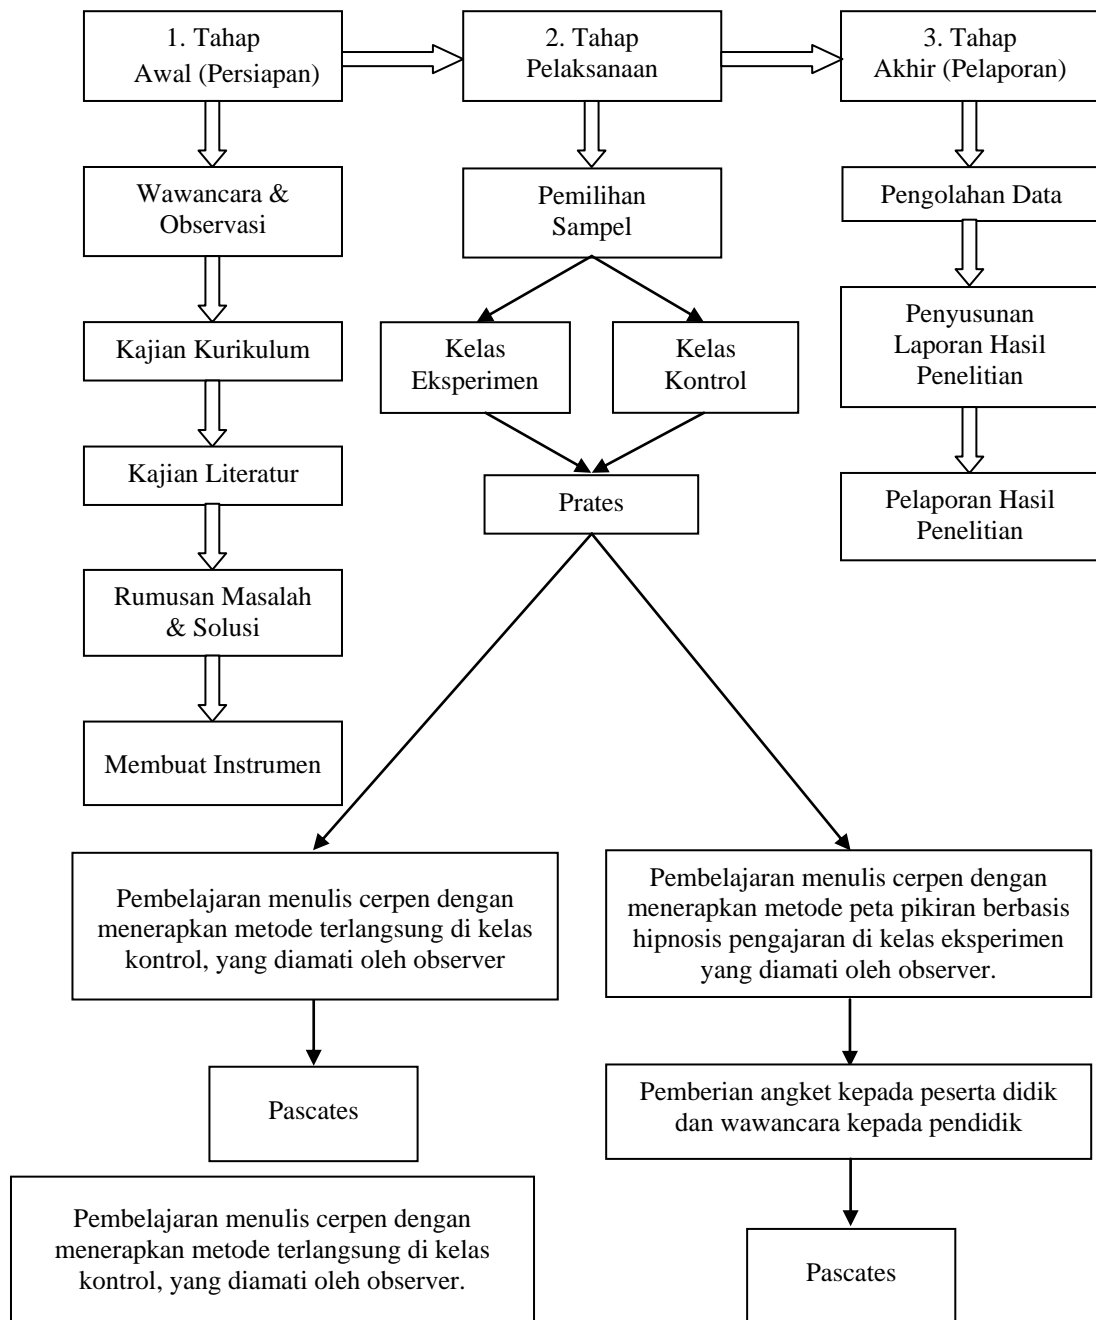 1. Tahap
Awal (Persiapan)
2. Tahap
Pelaksanaan
3. Tahap
Akhir (Pelaporan)
Wawancara &
Observasi
Pemilihan
Sampel
Pengolahan Data
Kajian Kurikulum
Kelas
Eksperimen
Kelas
Kontrol
Penyusunan
Laporan Hasil
Penelitian
Kajian Literatur
Prates
Pelaporan Hasil
Penelitian
Rumusan Masalah
& Solusi
Membuat Instrumen
Pembelajaran menulis cerpen dengan
menerapkan metode terlangsung di kelas
kontrol, yang diamati oleh observer
Pembelajaran menulis cerpen dengan
menerapkan metode peta pikiran berbasis
hipnosis pengajaran di kelas eksperimen
yang diamati oleh observer.
Pascates
Pemberian angket kepada peserta didik
dan wawancara kepada pendidik
Pembelajaran menulis cerpen dengan
menerapkan metode terlangsung di kelas
kontrol, yang diamati oleh observer.
Pascates